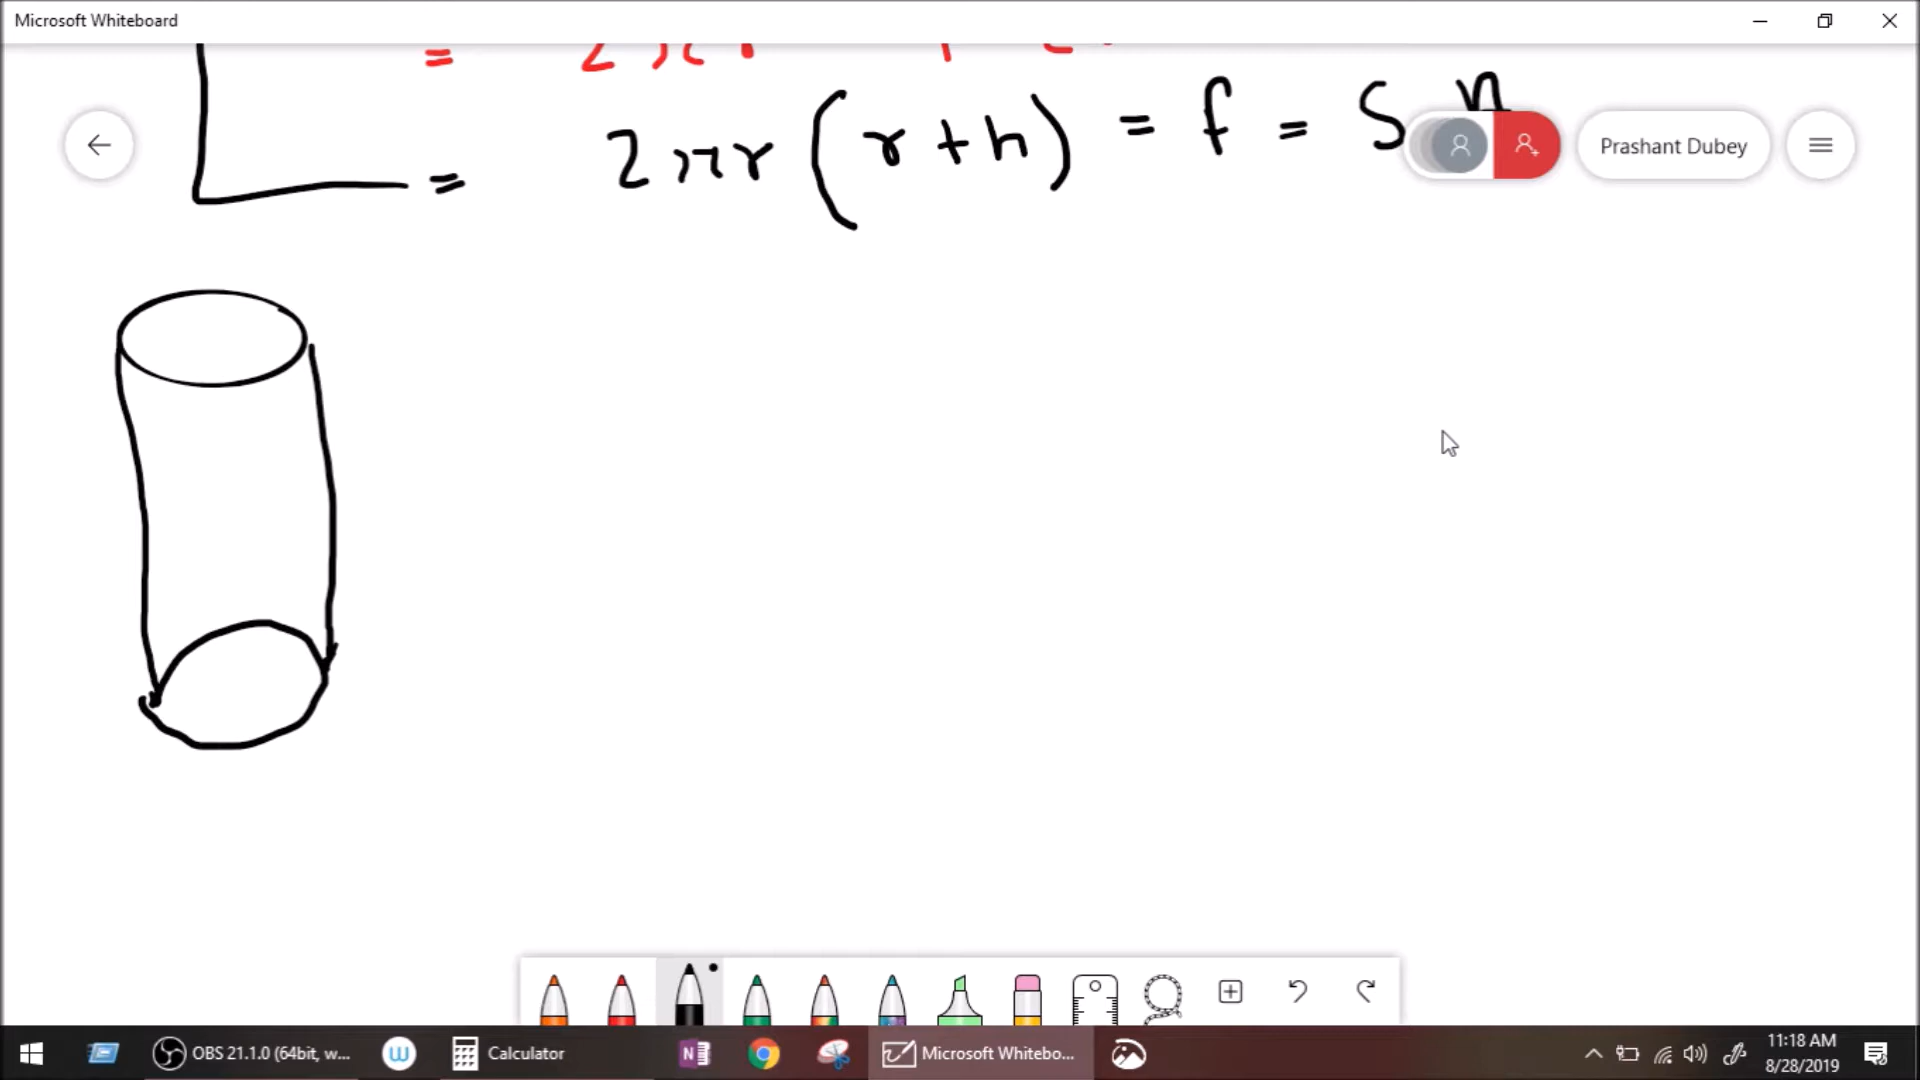 Microsoft Whiteboard
= 2πr
= 2πr (r+h) = f = S
Prashant Dubey
OBS 21.1.0 (64bit, w...
Calculator
Microsoft Whitebo...
11:18 AM
8/28/2019